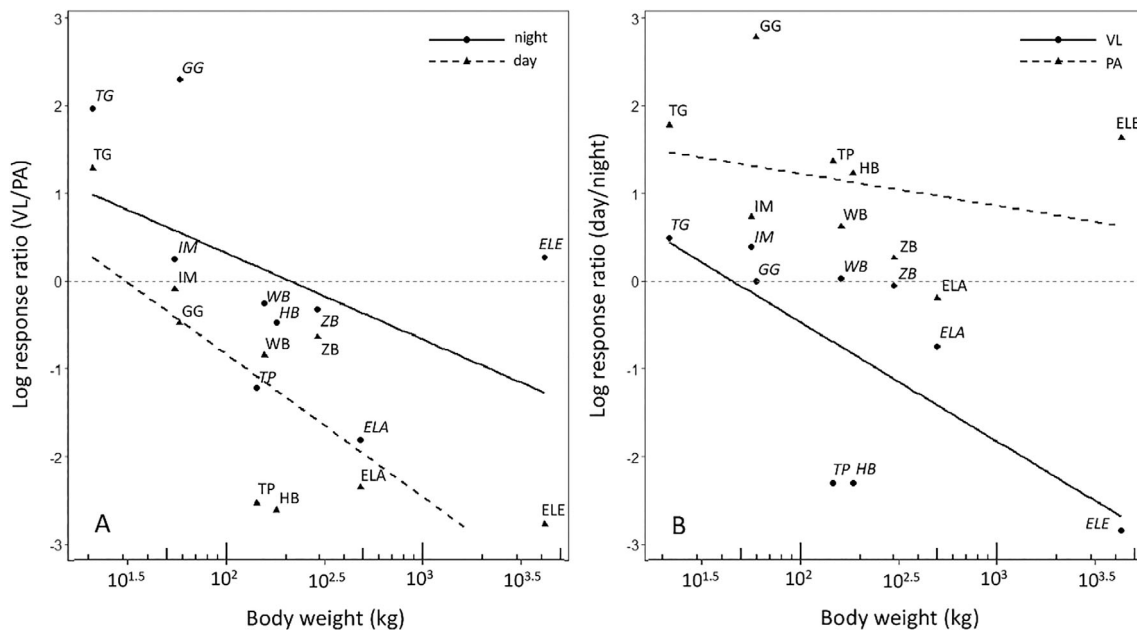 3
2
1
0
-1
-2
-3
Log response ratio (VL/PA)
night
day
GG
TG
TG
IM
IM
GG
WB
HB
ZB
WB
ZB
TP
ELA
ELA
TP
HB
ELE
ELE
A
10^1.5
10^2
10^2.5
10^3
10^3.5
Body weight (kg)
3
2
1
0
-1
-2
-3
Log response ratio (day/night)
VL
PA
GG
TG
ELE
TP
HB
IM
WB
TG
IM
GG
WB
ZB
ZB
ELA
ELA
TP
HB
ELE
B
10^1.5
10^2
10^2.5
10^3
10^3.5
Body weight (kg)